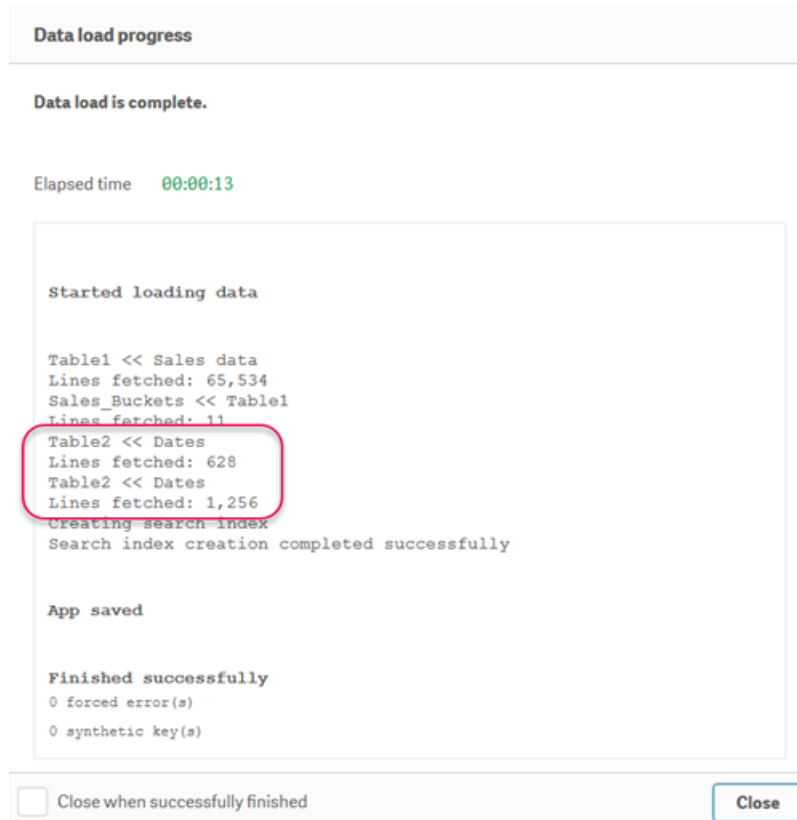 Data load progress
Data load is complete.
Elapsed time 00:00:13
Started loading data
Table1 << Sales data
Lines fetched: 65,534
Sales_Buckets << Table1
Lines fetched: 11
Table2 << Dates
Lines fetched: 628
Table2 << Dates
Lines fetched: 1,256
Creating search index
Search index creation completed successfully
App saved
Finished successfully
0 forced error(s)
0 synthetic key(s)
Close when successfully finished
Close